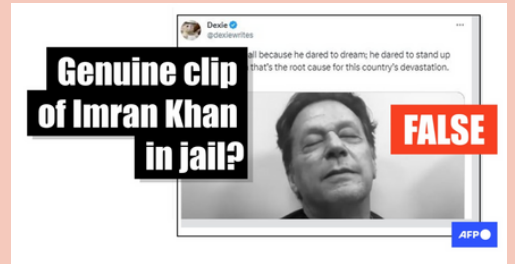 Dexie
@dexiewrites
all because he dared to dream; he dared to stand up
that's the root cause for this country's devastation.
Genuine clip
of Imran Khan
in jail?
FALSE
AFP